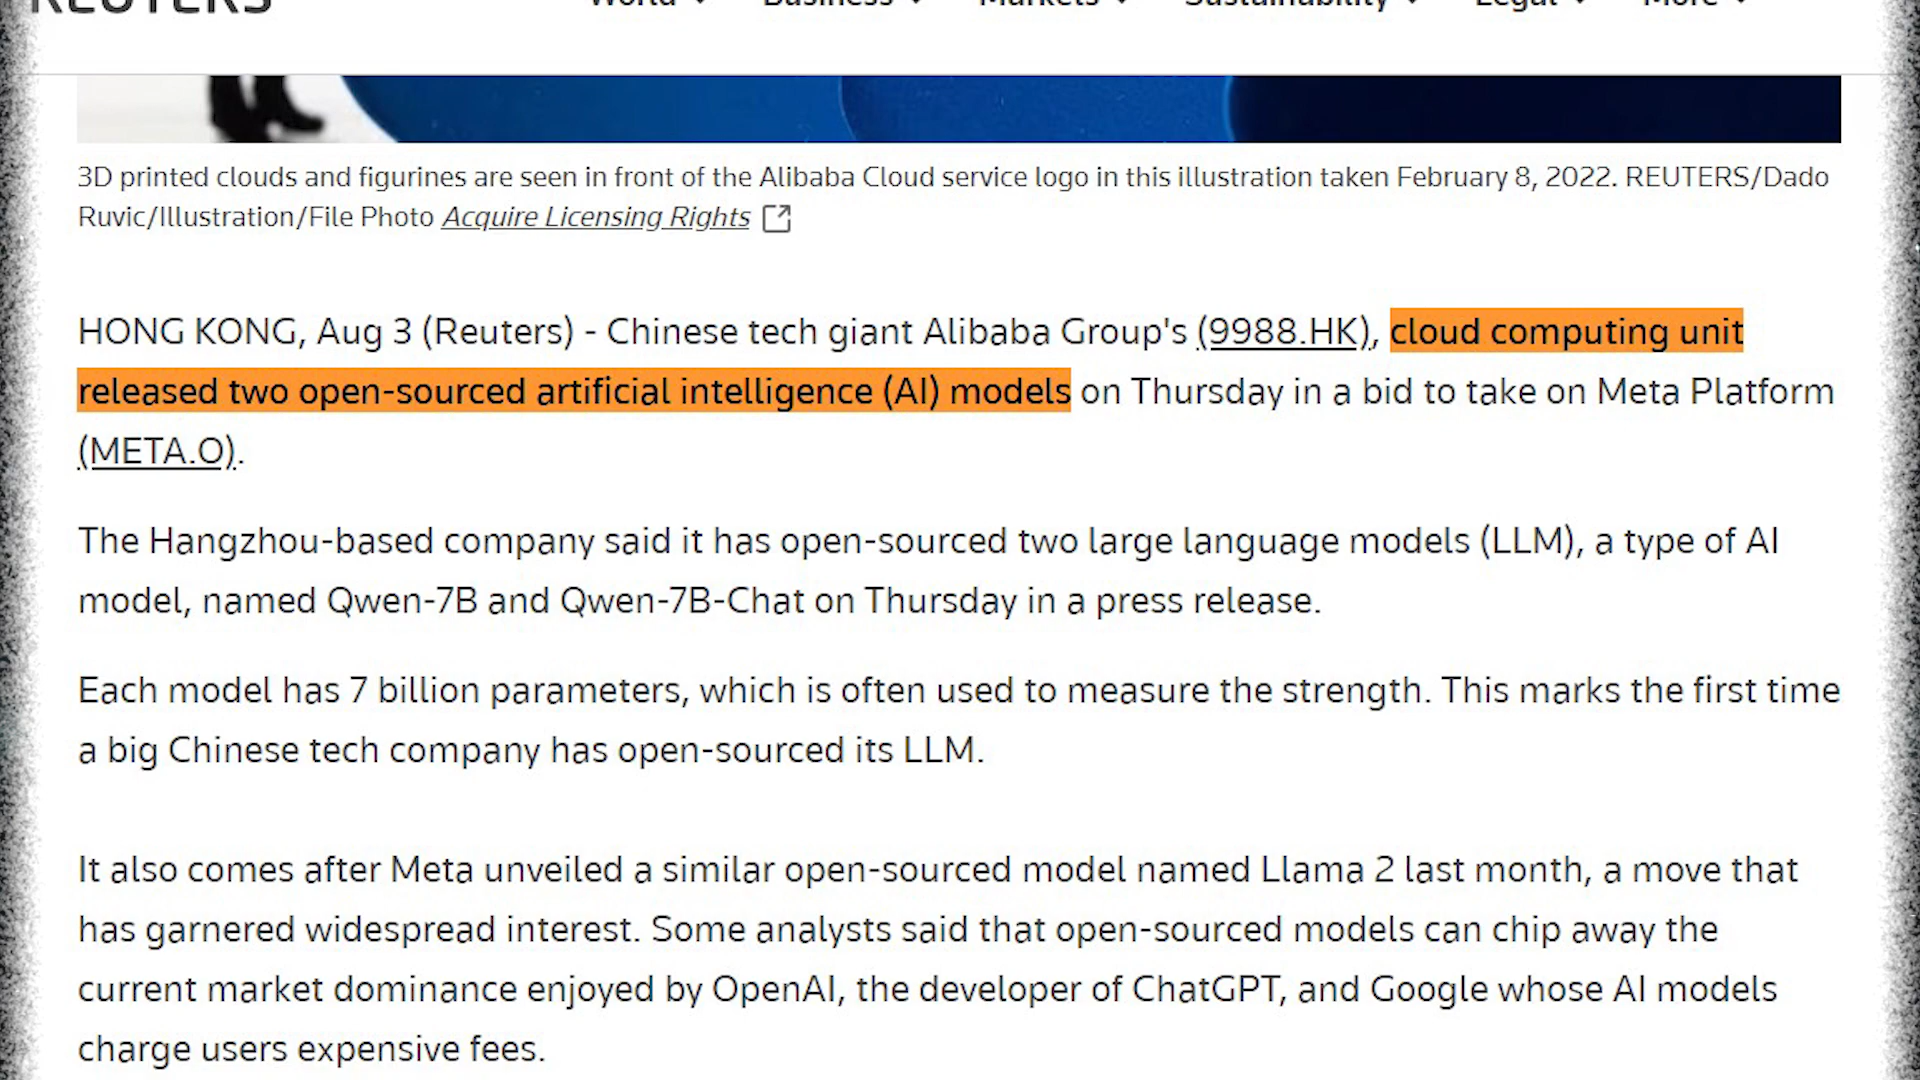 REUTERS World Business Markets Sustainability Legal More
3D printed clouds and figurines are seen in front of the Alibaba Cloud service logo in this illustration taken February 8, 2022. REUTERS/Dado
Ruvic/Illustration/File Photo Acquire Licensing Rights
HONG KONG, Aug 3 (Reuters) - Chinese tech giant Alibaba Group's (9988.HK), cloud computing unit
released two open-sourced artificial intelligence (AI) models on Thursday in a bid to take on Meta Platform
(META.O).
The Hangzhou-based company said it has open-sourced two large language models (LLM), a type of AI
model, named Qwen-7B and Qwen-7B-Chat on Thursday in a press release.
Each model has 7 billion parameters, which is often used to measure the strength. This marks the first time
a big Chinese tech company has open-sourced its LLM.
It also comes after Meta unveiled a similar open-sourced model named Llama 2 last month, a move that
has garnered widespread interest. Some analysts said that open-sourced models can chip away the
current market dominance enjoyed by OpenAI, the developer of ChatGPT, and Google whose AI models
charge users expensive fees.